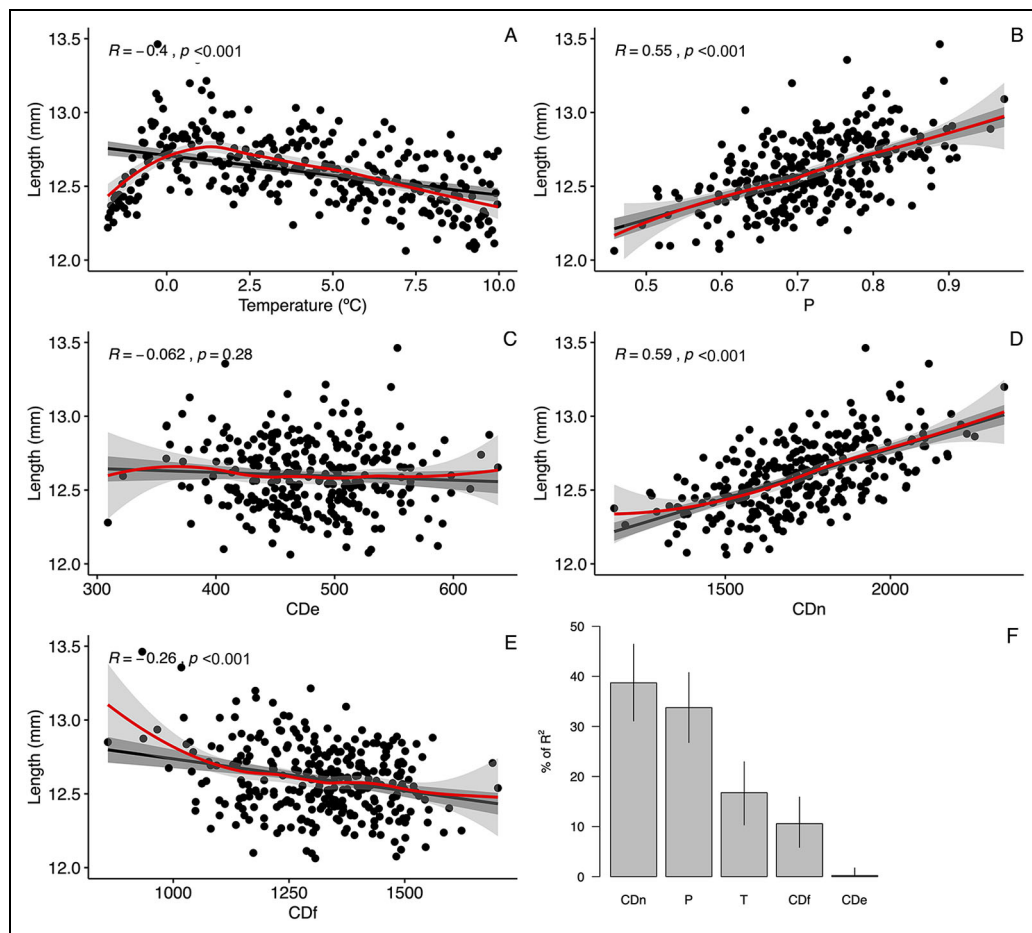 A
R = −0.4 , p <0.001
Length (mm)
13.5
13.0
12.5
12.0
0.0 2.5 5.0 7.5 10.0
Temperature (ºC)
B
R = 0.55 , p <0.001
Length (mm)
13.5
13.0
12.5
12.0
0.5 0.6 0.7 0.8 0.9
P
C
R = −0.062 , p = 0.28
Length (mm)
13.5
13.0
12.5
12.0
300 400 500 600
CDe
D
R = 0.59 , p <0.001
Length (mm)
13.5
13.0
12.5
12.0
1500 2000
CDn
E
R = −0.26 , p <0.001
Length (mm)
13.5
13.0
12.5
12.0
1000 1250 1500
CDf
F
% of R²
50
40
30
20
10
0
CDn P T CDf CDe